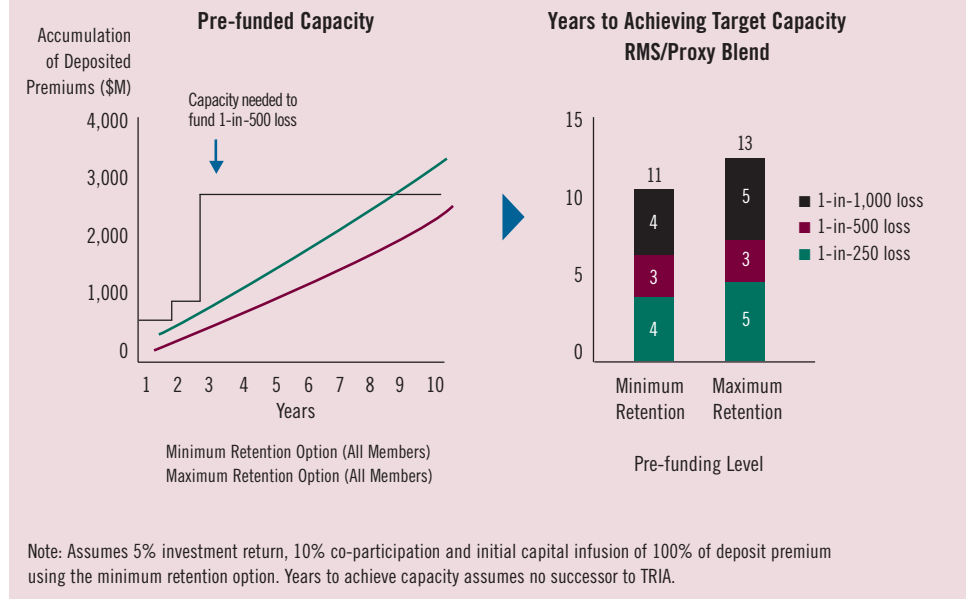 Pre-funded Capacity
Accumulation
of Deposited
Premiums ($M)
Capacity needed to
fund 1-in-500 loss
4,000
3,000
2,000
1,000
0
1 2 3 4 5 6 7 8 9 10
Years
Minimum Retention Option (All Members)
Maximum Retention Option (All Members)
Years to Achieving Target Capacity
RMS/Proxy Blend
15
10
5
0
11
4
3
4
13
5
3
5
1-in-1,000 loss
1-in-500 loss
1-in-250 loss
Minimum
Retention
Maximum
Retention
Pre-funding Level
Note: Assumes 5% investment return, 10% co-participation and initial capital infusion of 100% of deposit premium
using the minimum retention option. Years to achieve capacity assumes no successor to TRIA.